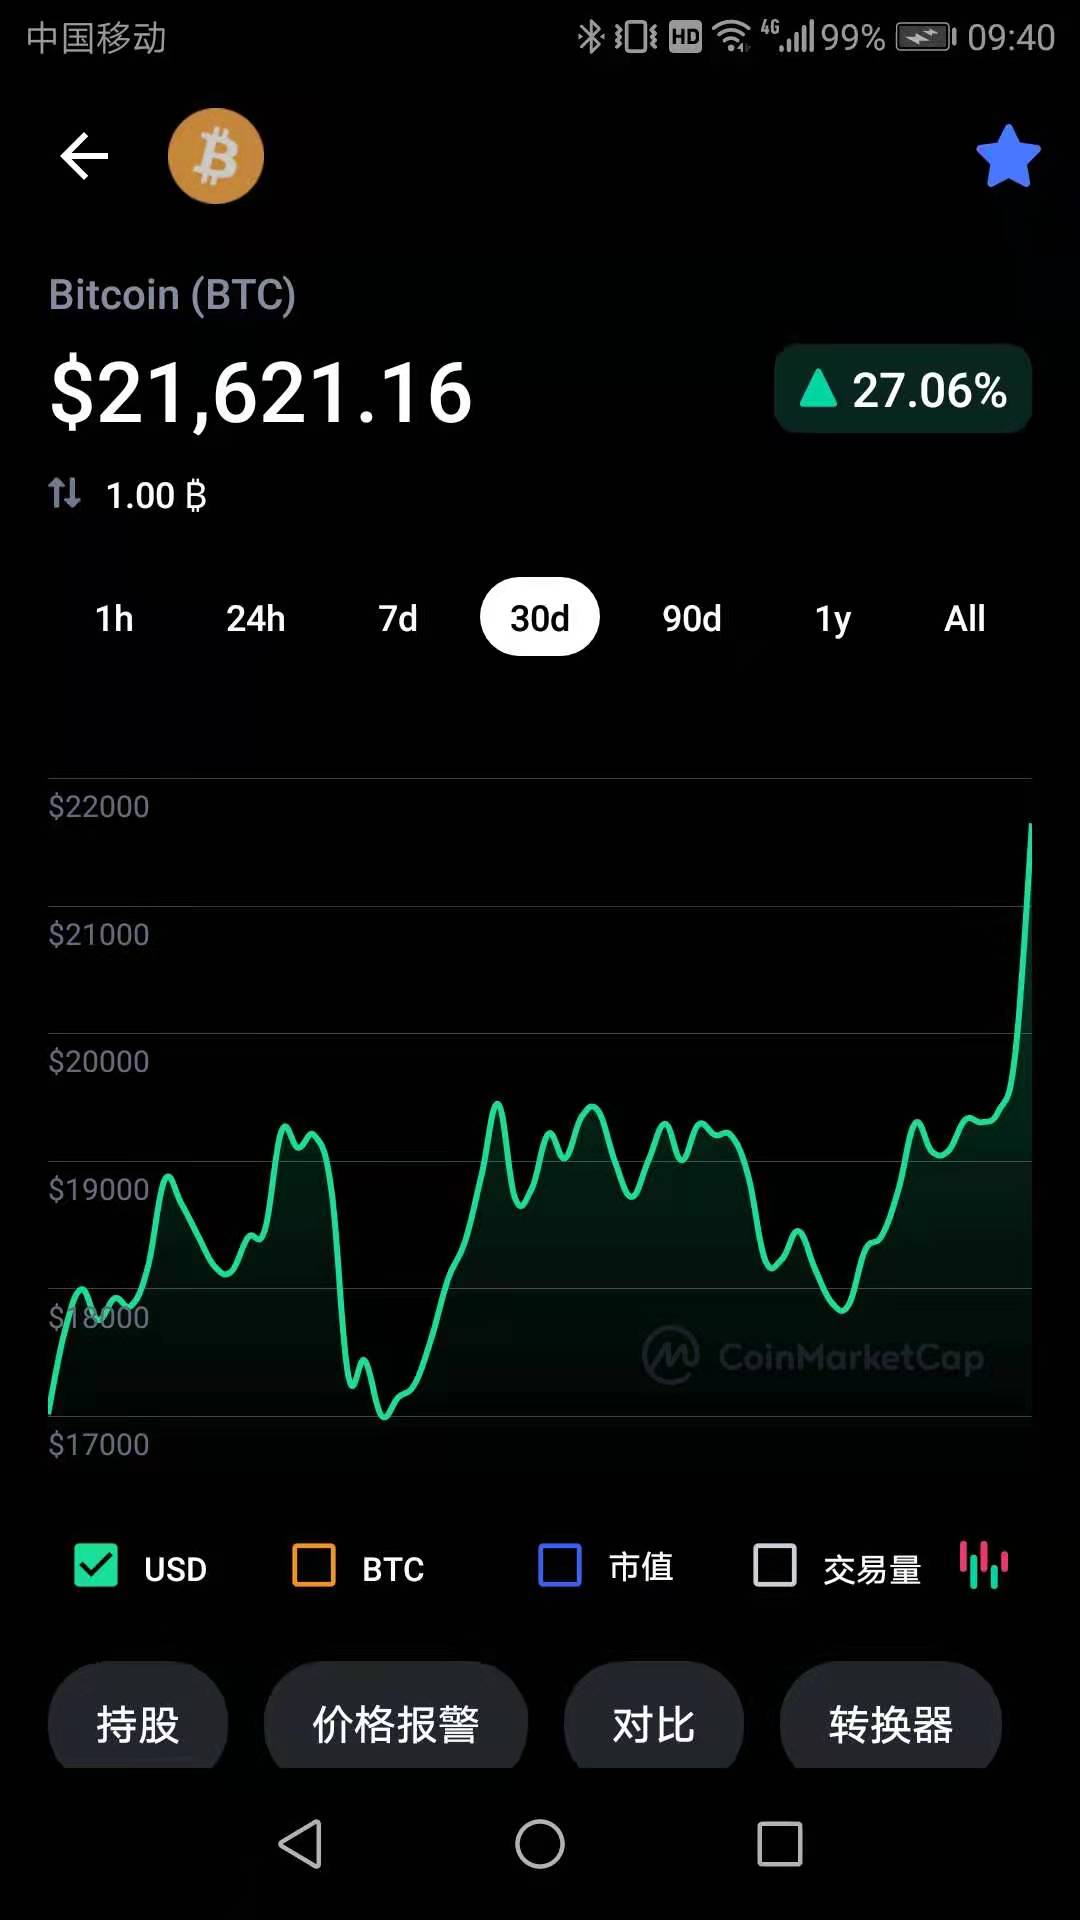 中国移动 HD 4G 99% 09:40
Bitcoin (BTC)
$21,621.16 27.06%
1.00 ₿
1h 24h 7d 30d 90d 1y All
$22000
$21000
$20000
$19000
$18000
CoinMarketCap
$17000
USD BTC 市值 交易量
持股 价格报警 对比 转换器